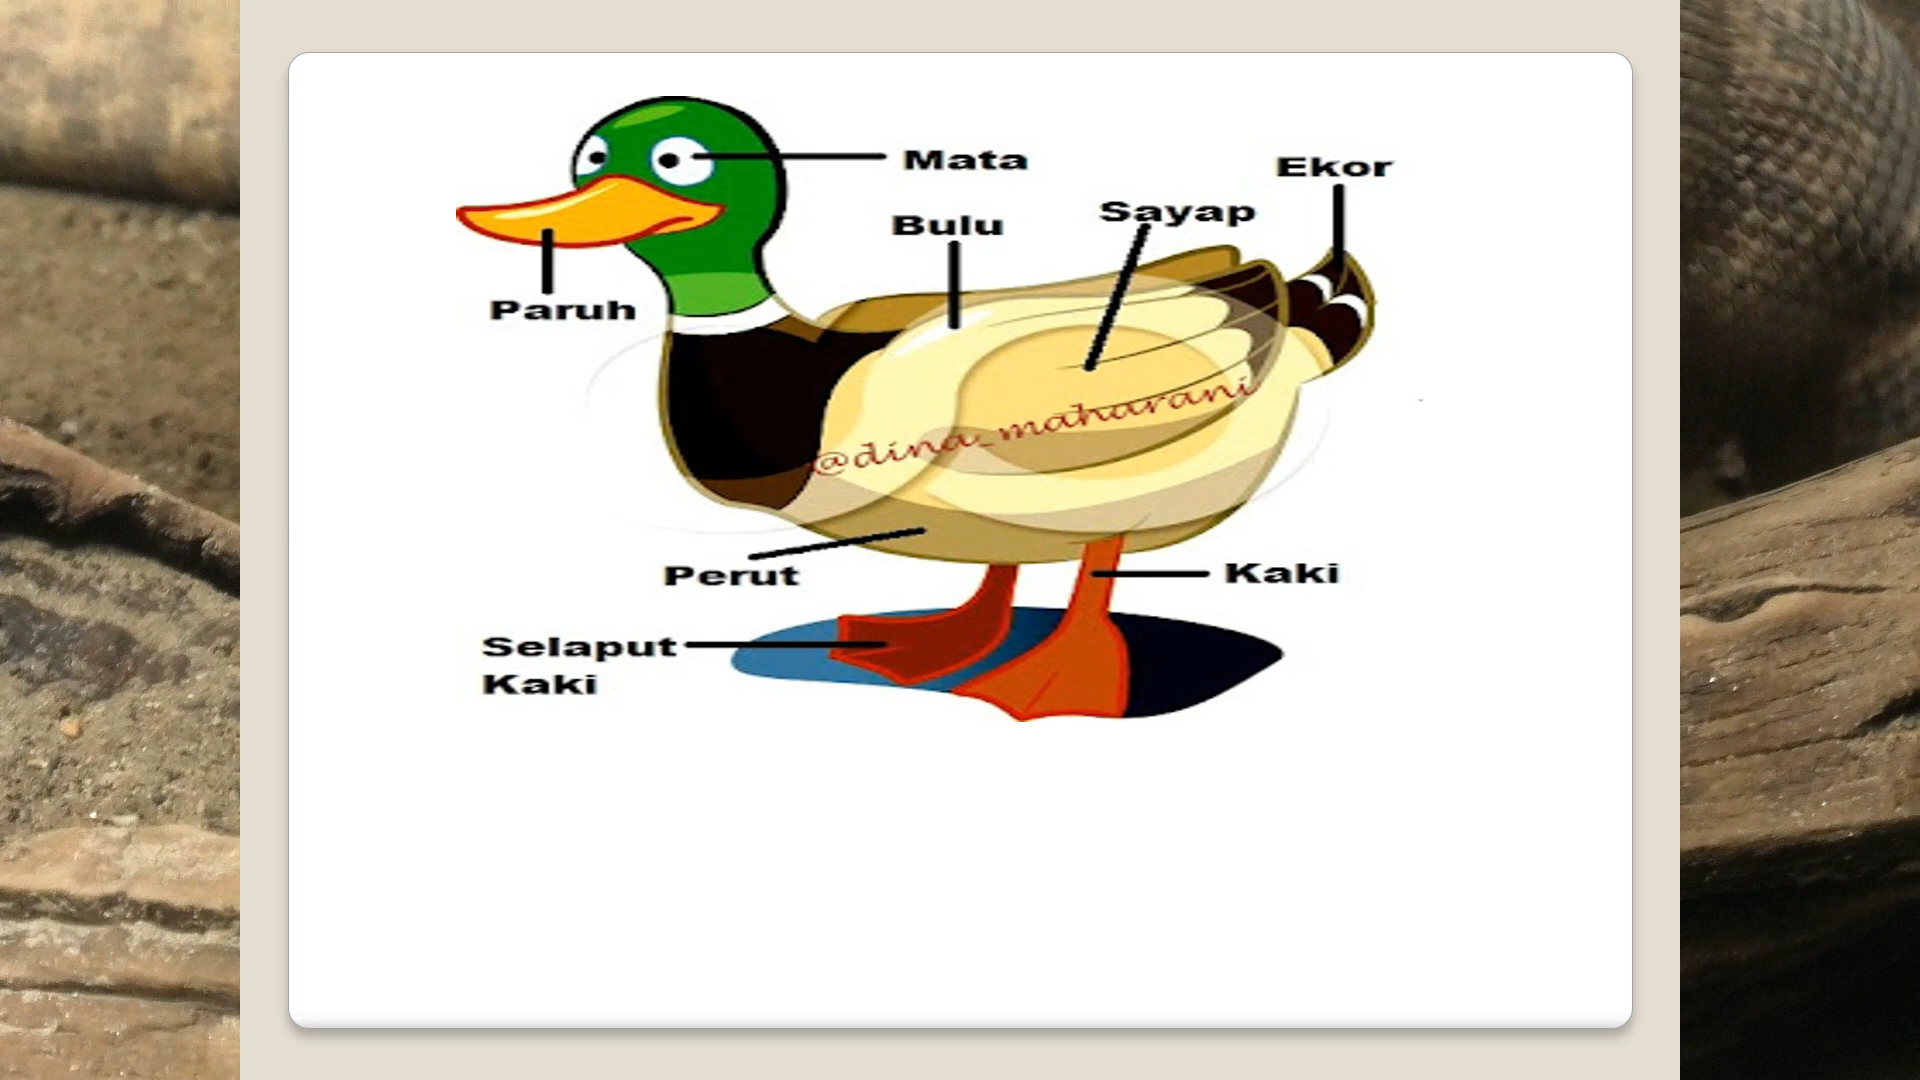 Mata
Ekor
Sayap
Bulu
Paruh
@dina_maharani
Perut
Kaki
Selaput
Kaki